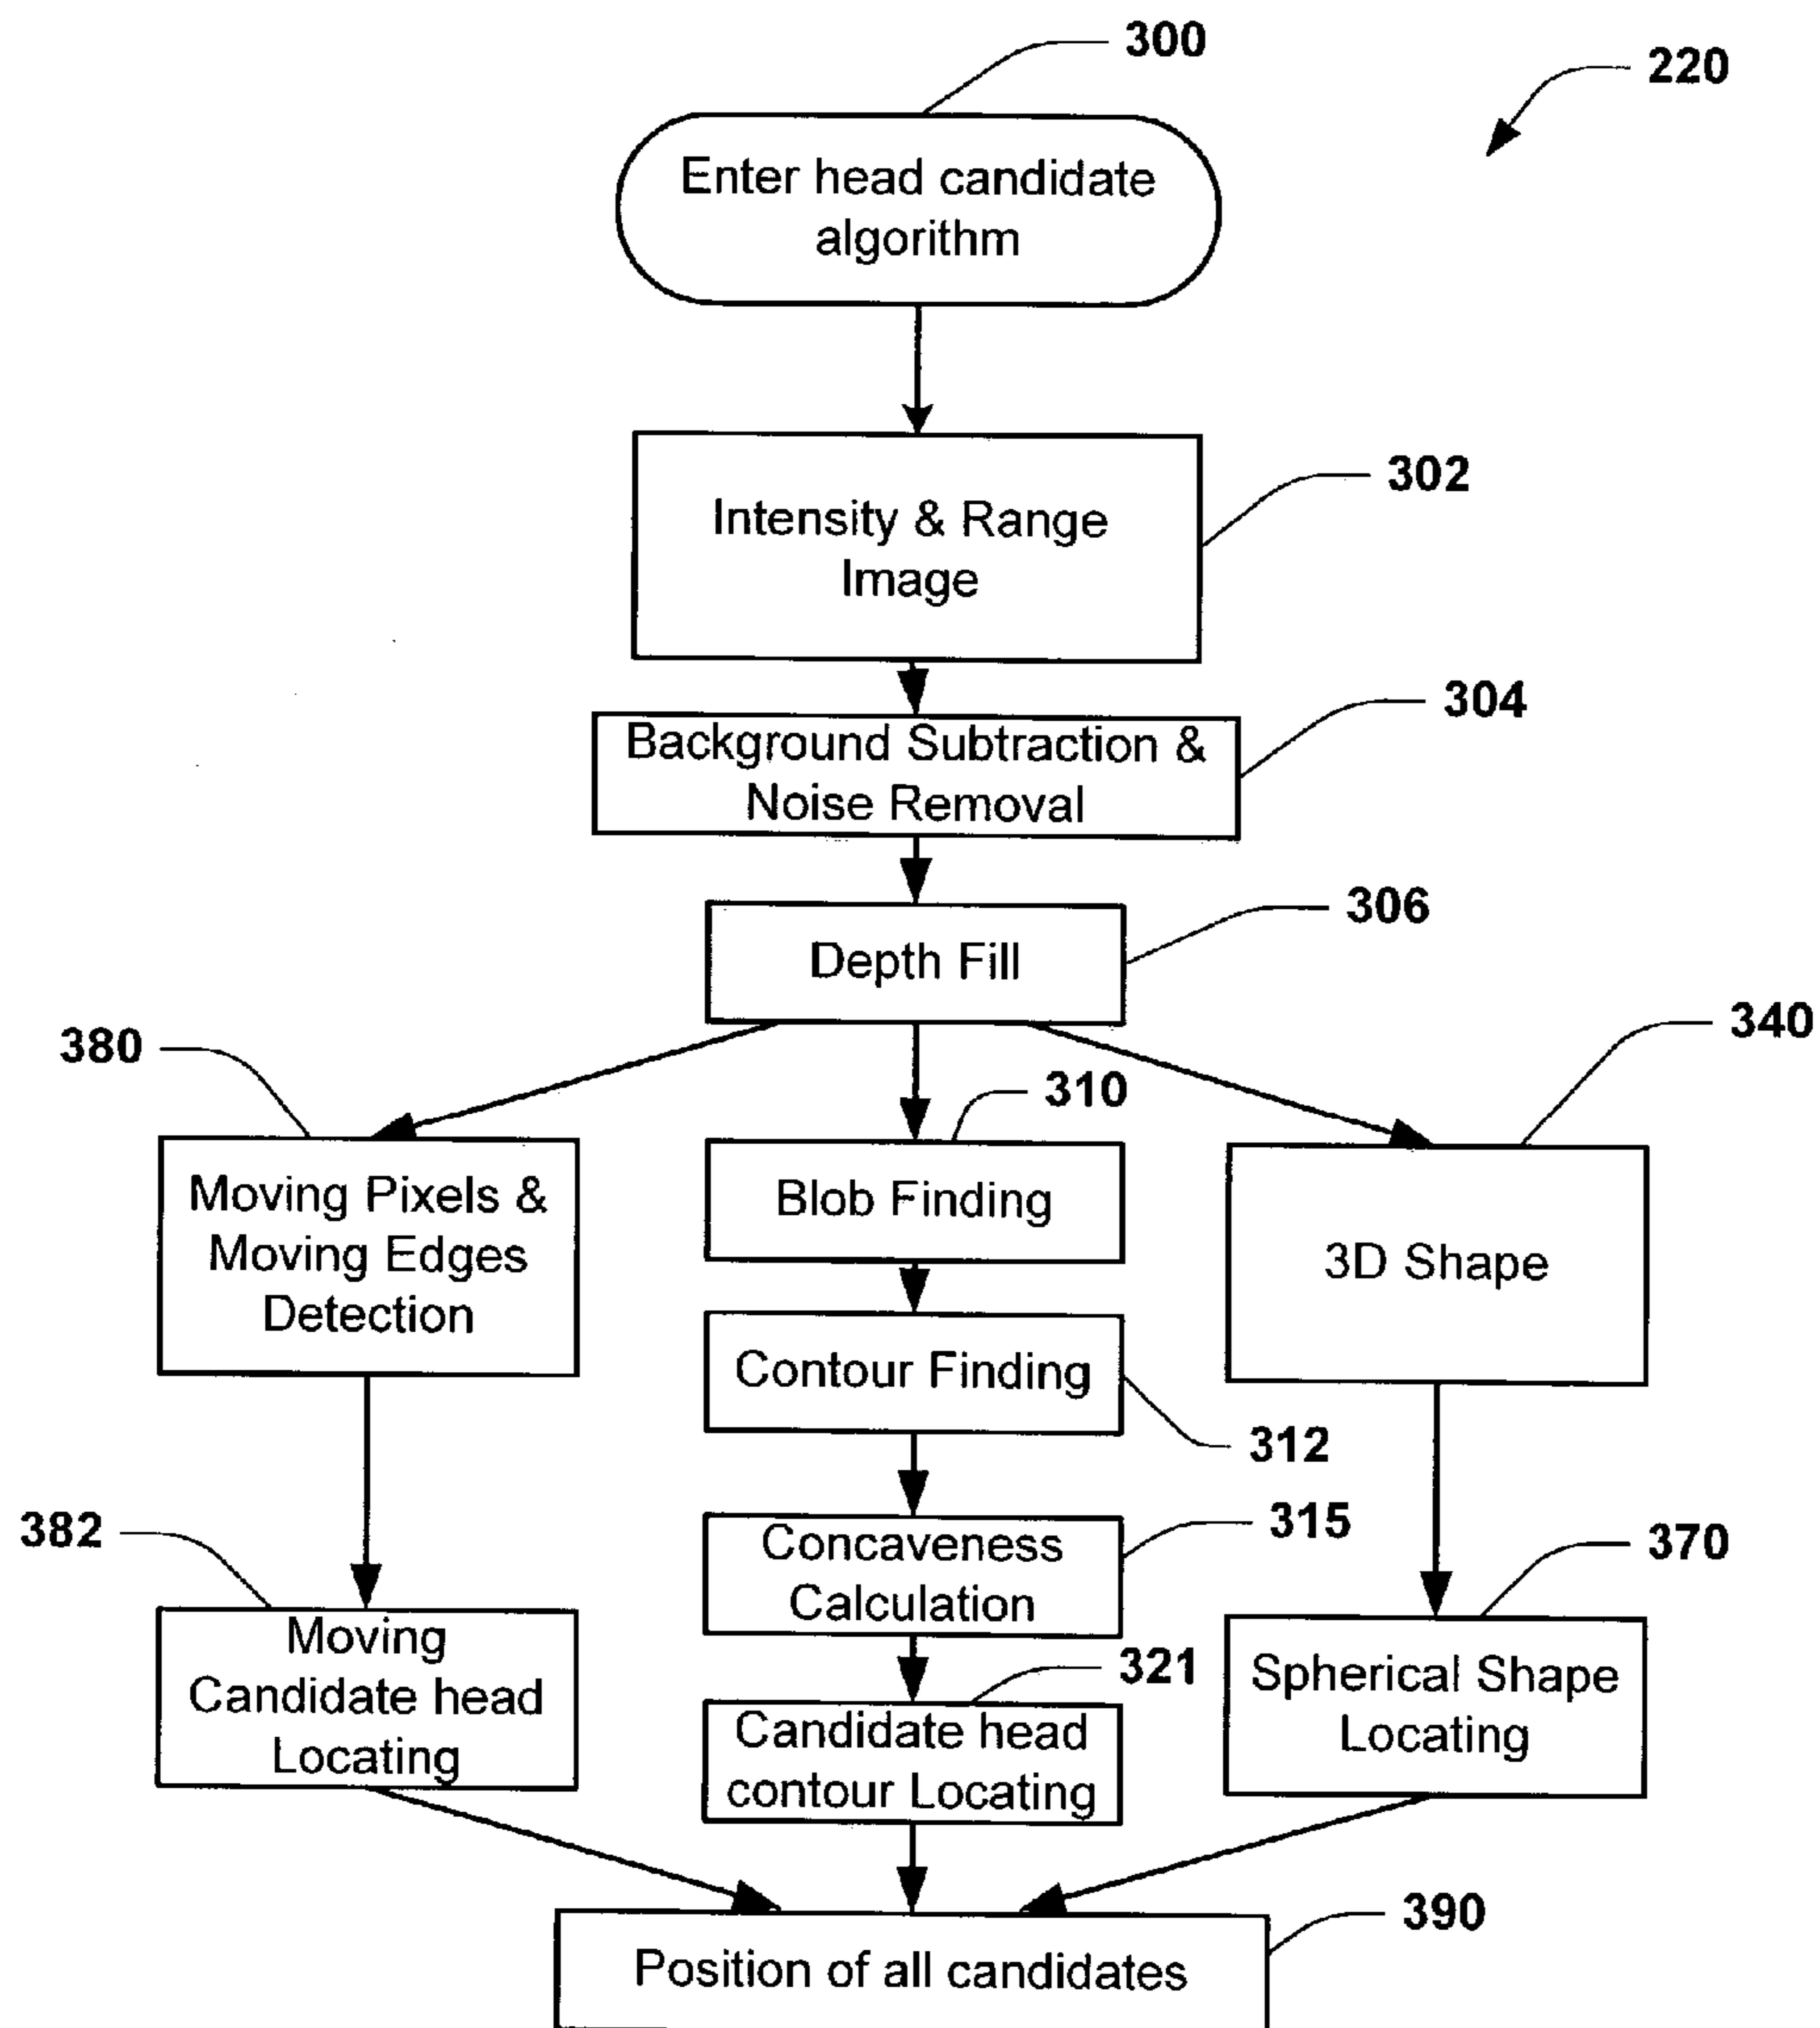 300
220
Enter head candidate
algorithm
302
Intensity & Range
Image
304
Background Subtraction &
Noise Removal
306
Depth Fill
380
310
340
Moving Pixels &
Moving Edges
Detection
Blob Finding
3D Shape
Contour Finding
312
382
315
370
Concaveness
Calculation
321
Moving
Candidate head
Locating
Candidate head
contour Locating
Spherical Shape
Locating
390
Position of all candidates